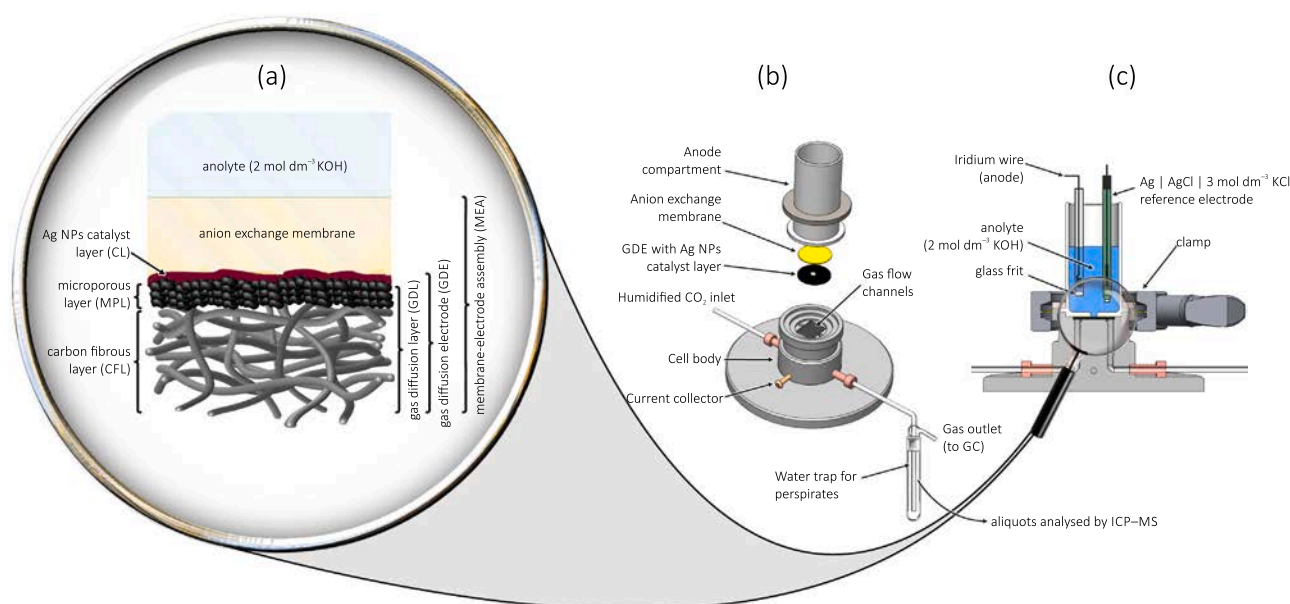 (a)
anolyte (2 mol dm⁻³ KOH)
anion exchange membrane
Ag NPs catalyst
layer (CL)
microporous
layer (MPL)
carbon fibrous
layer (CFL)
gas diffusion layer (GDL)
gas diffusion electrode (GDE)
membrane-electrode assembly (MEA)
(b)
Anode
compartment
Anion exchange
membrane
GDE with Ag NPs
catalyst layer
Gas flow
channels
Humidified CO₂ inlet
Cell body
Current collector
Gas outlet
(to GC)
Water trap for
perspirates
aliquots analysed by ICP–MS
(c)
Iridium wire
(anode)
Ag | AgCl | 3 mol dm⁻³ KCl
reference electrode
anolyte
(2 mol dm⁻³ KOH)
clamp
glass frit